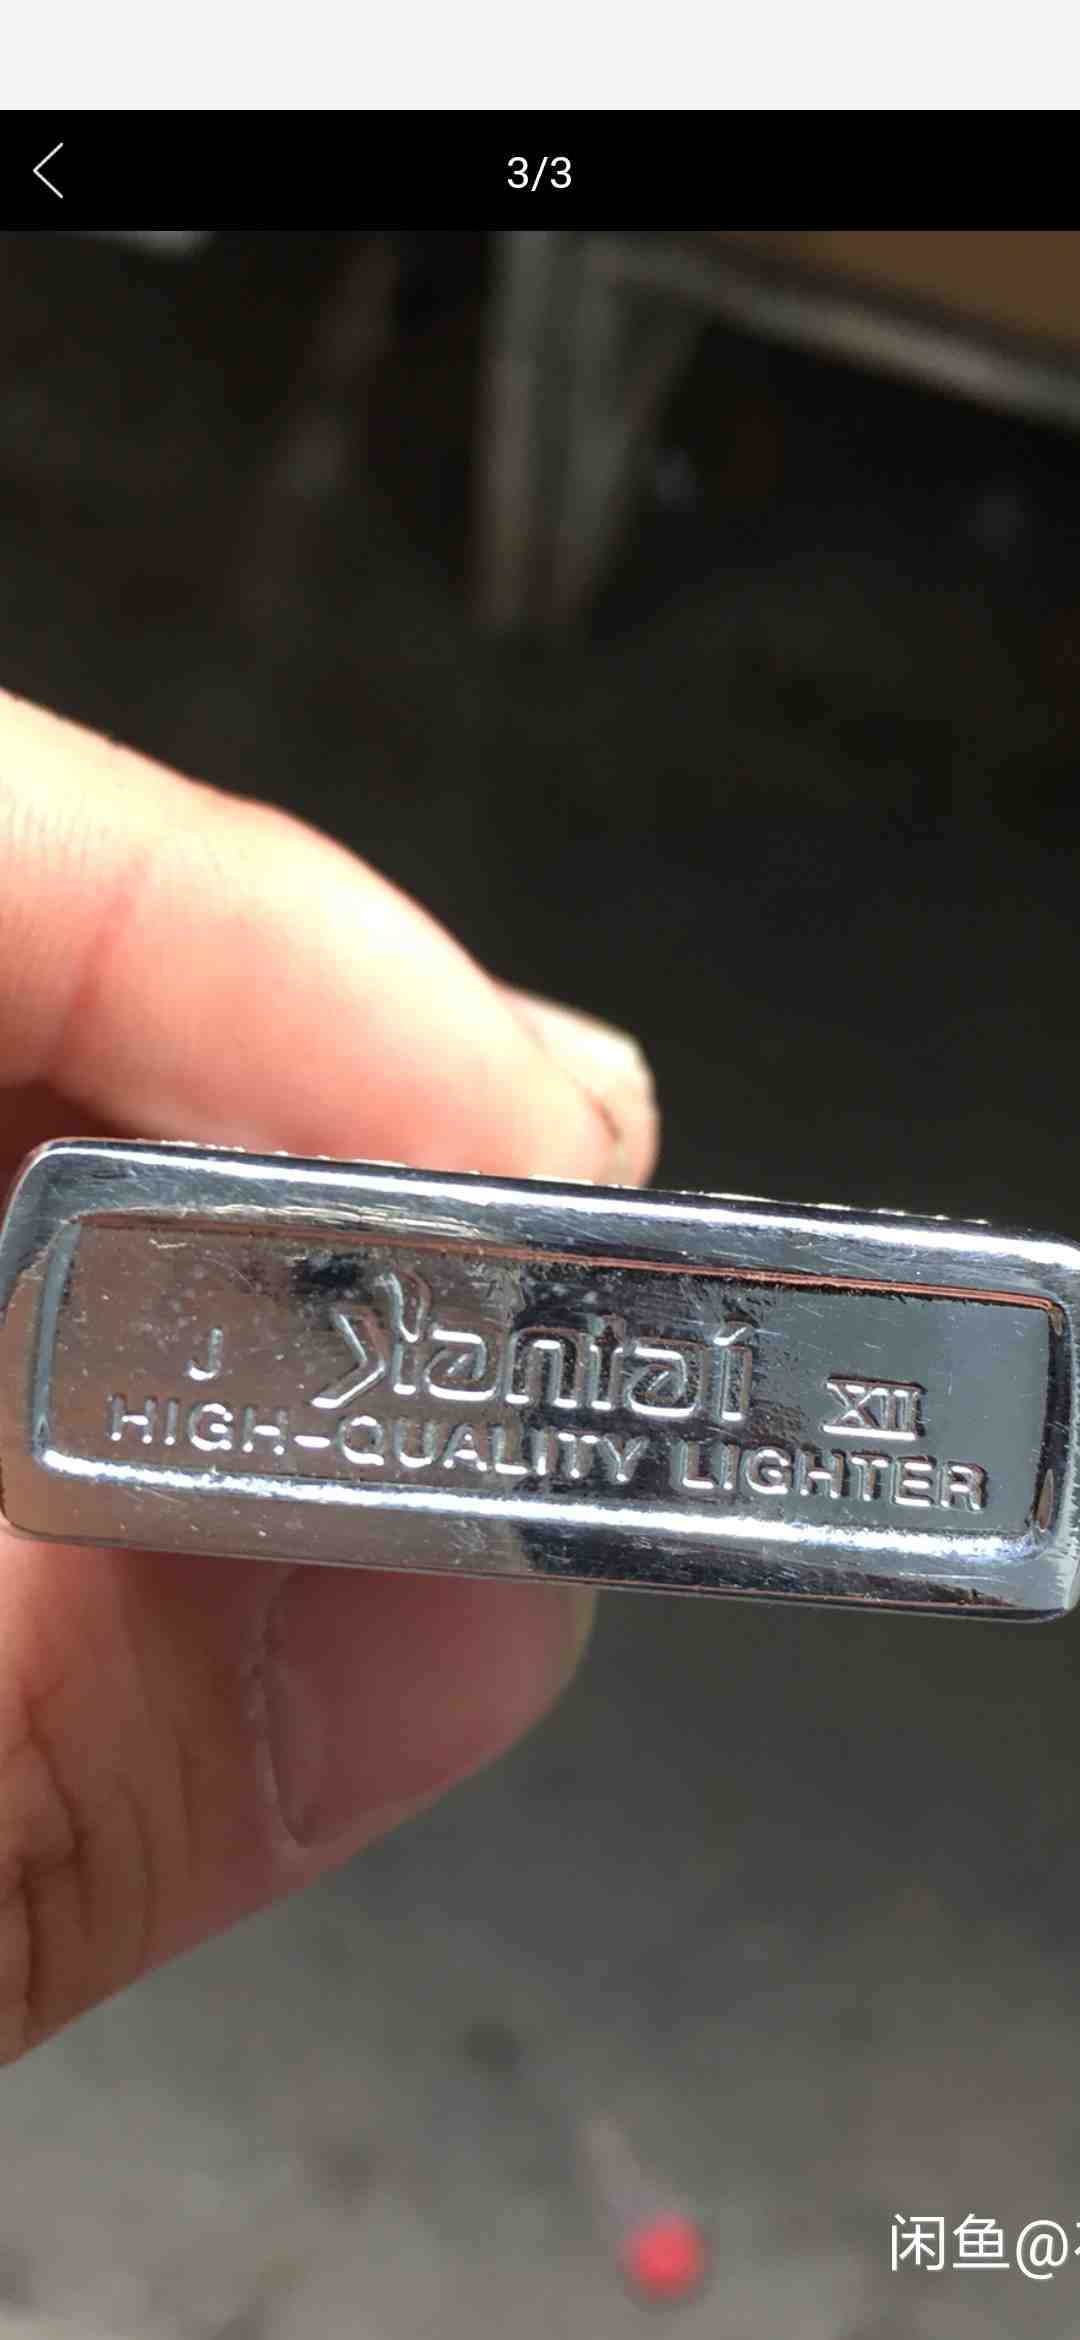 3/3
J Kantai XII
HIGH-QUALITY LIGHTER
闲鱼@